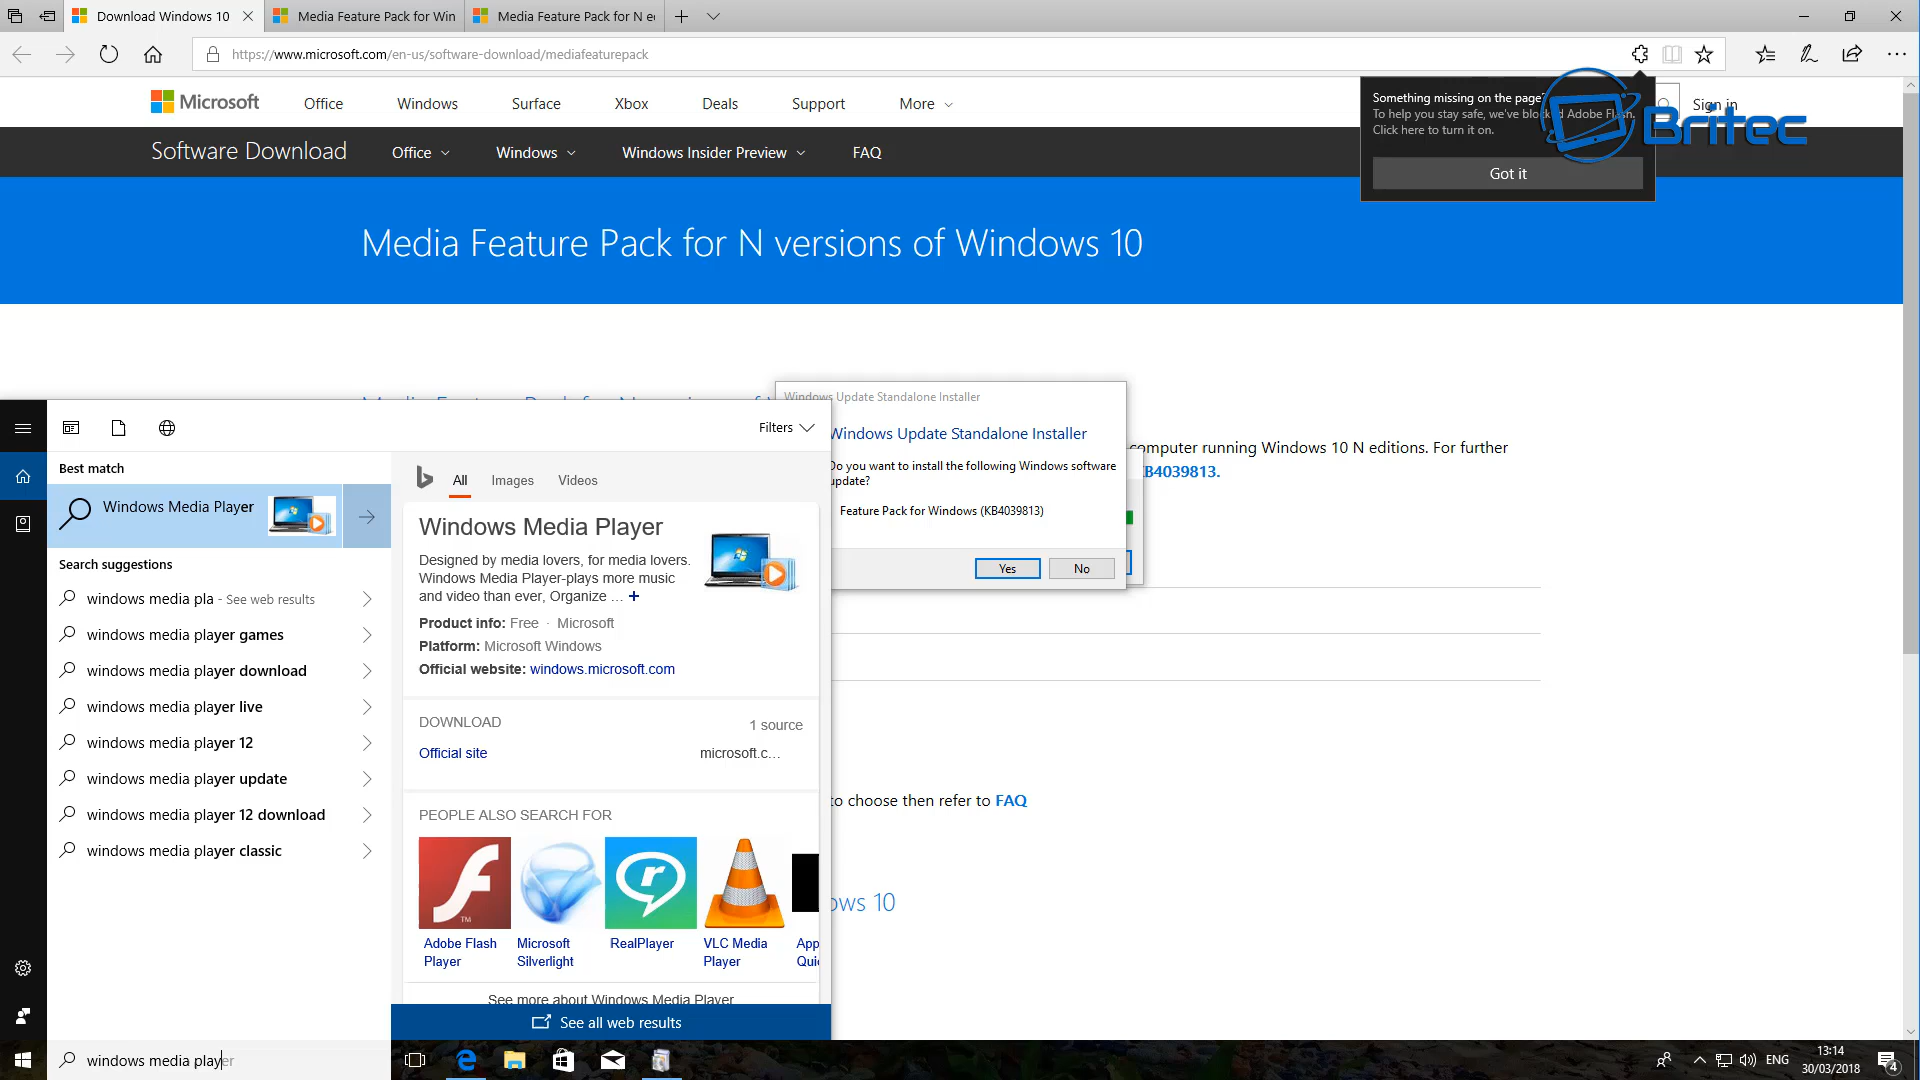 Download Windows 10
Media Feature Pack for Win
Media Feature Pack for N e
https://www.microsoft.com/en-us/software-download/mediafeaturepack
Microsoft
Office
Windows
Surface
Xbox
Deals
Support
More
Sign in
Something missing on the page?
To help you stay safe, we've blocked Adobe Flash.
Click here to turn it on.
Got it
Britec
Software Download
Office
Windows
Windows Insider Preview
FAQ
Media Feature Pack for N versions of Windows 10
Windows Update Standalone Installer
Windows Update Standalone Installer
Do you want to install the following Windows software
update?
Feature Pack for Windows (KB4039813)
Yes
No
computer running Windows 10 N editions. For further
KB4039813.
to choose then refer to FAQ
ows 10
Filters
Best match
Windows Media Player
Search suggestions
windows media pla - See web results
windows media player games
windows media player download
windows media player live
windows media player 12
windows media player update
windows media player 12 download
windows media player classic
All
Images
Videos
Windows Media Player
Designed by media lovers, for media lovers.
Windows Media Player-plays more music
and video than ever, Organize ... +
Product info: Free · Microsoft
Platform: Microsoft Windows
Official website: windows.microsoft.com
DOWNLOAD
1 source
Official site
microsoft.c...
PEOPLE ALSO SEARCH FOR
Adobe Flash
Player
Microsoft
Silverlight
RealPlayer
VLC Media
Player
App
Quic
See more about Windows Media Player
See all web results
windows media player
ENG
13:14
30/03/2018
4